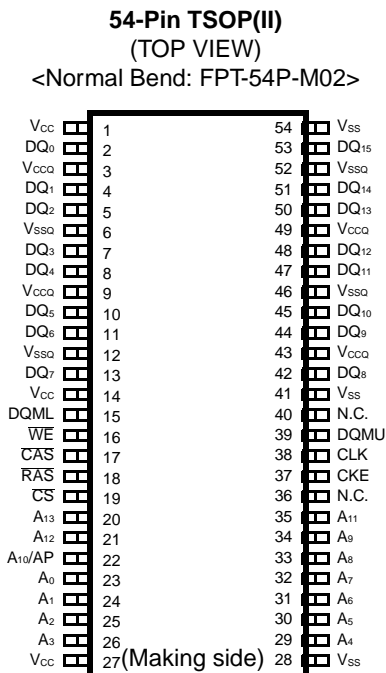 54-Pin TSOP(II)
(TOP VIEW)
<Normal Bend: FPT-54P-M02>
VCC 1 54 VSS
DQ0 2 53 DQ15
VCCQ 3 52 VSSQ
DQ1 4 51 DQ14
DQ2 5 50 DQ13
VSSQ 6 49 VCCQ
DQ3 7 48 DQ12
DQ4 8 47 DQ11
VCCQ 9 46 VSSQ
DQ5 10 45 DQ10
DQ6 11 44 DQ9
VSSQ 12 43 VCCQ
DQ7 13 42 DQ8
VCC 14 41 VSS
DQML 15 40 N.C.
WE 16 39 DQMU
CAS 17 38 CLK
RAS 18 37 CKE
CS 19 36 N.C.
A13 20 35 A11
A12 21 34 A9
A10/AP 22 33 A8
A0 23 32 A7
A1 24 31 A6
A2 25 30 A5
A3 26 29 A4
VCC 27 (Making side) 28 VSS